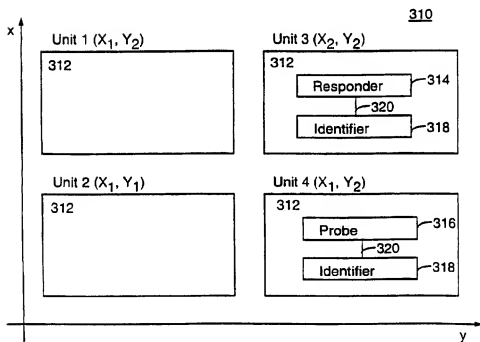 310
x
Unit 1 (X₁, Y₂)
312
Unit 3 (X₂, Y₂)
312
Responder
314
320
Identifier
318
Unit 2 (X₁, Y₁)
312
Unit 4 (X₁, Y₂)
312
Probe
316
320
Identifier
318
y